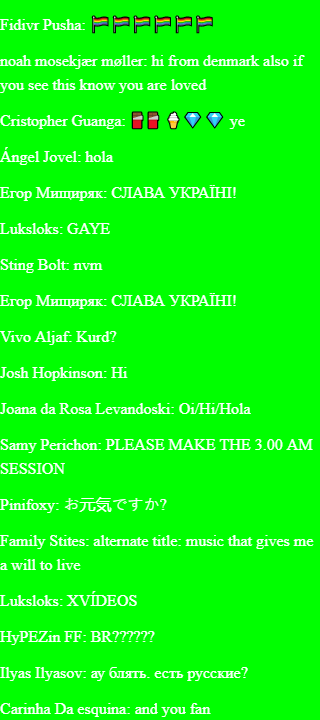 Fidivr Pusha: 🏳️‍🌈🏳️‍🌈🏳️‍🌈🏳️‍🌈🏳️‍🌈🏳️‍🌈
noah mosekjær møller: hi from denmark also if
you see this know you are loved
Cristopher Guanga: 🥤🥤🍦💎💎 ye
Ángel Jovel: hola
Егор Мищиряк: СЛАВА УКРАЇНІ!
Luksloks: GAYE
Sting Bolt: nvm
Егор Мищиряк: СЛАВА УКРАЇНІ!
Vivo Aljaf: Kurd?
Josh Hopkinson: Hi
Joana da Rosa Levandoski: Oi/Hi/Hola
Samy Perichon: PLEASE MAKE THE 3.00 AM
SESSION
Pinifoxy: お元気ですか?
Family Stites: alternate title: music that gives me
a will to live
Luksloks: XVÍDEOS
HyPEZin FF: BR??????
Ilyas Ilyasov: ау блять. есть русские?
Carinha Da esquina: and you fan